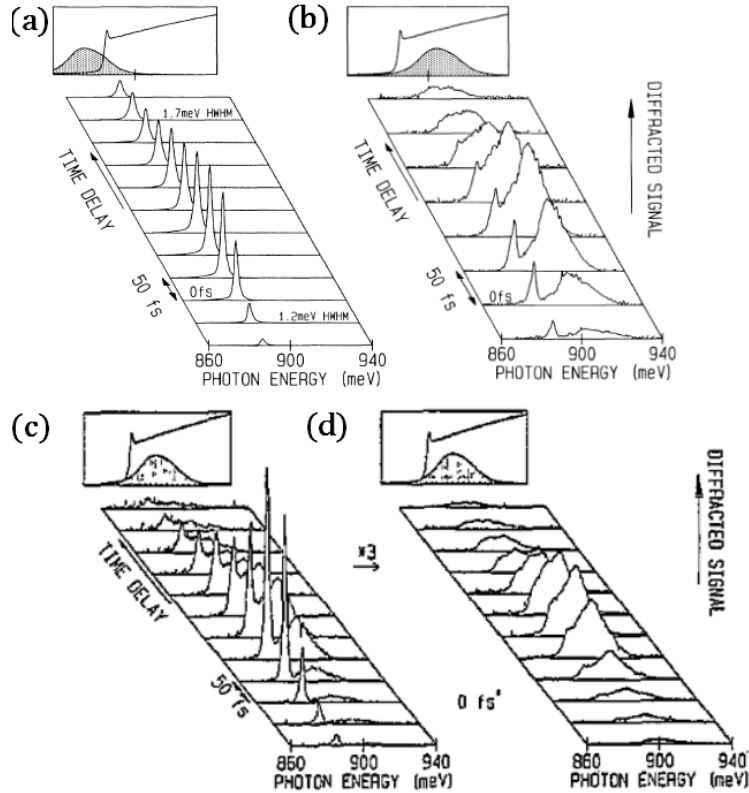 (a)
1.7meV HWHM
TIME DELAY
50 fs
0fs
1.2meV HWHM
860 900 940
PHOTON ENERGY (meV)
(b)
DIFFRACTED SIGNAL
TIME DELAY
50 fs
0fs
860 900 940
PHOTON ENERGY (meV)
(c)
TIME DELAY
50 fs
×3
860 900 940
PHOTON ENERGY (meV)
(d)
DIFFRACTED SIGNAL
0 fs
860 900 940
PHOTON ENERGY (meV)